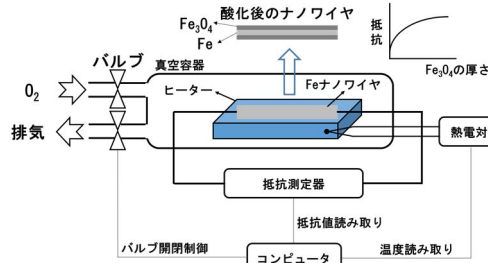 酸化後のナノワイヤ
Fe₃O₄
Fe
抵抗
Fe₃O₄の厚さ
バルブ
真空容器
ヒーター
Feナノワイヤ
O₂
排気
熱電対
抵抗測定器
抵抗値読み取り
バルブ開閉制御
温度読み取り
コンピュータ